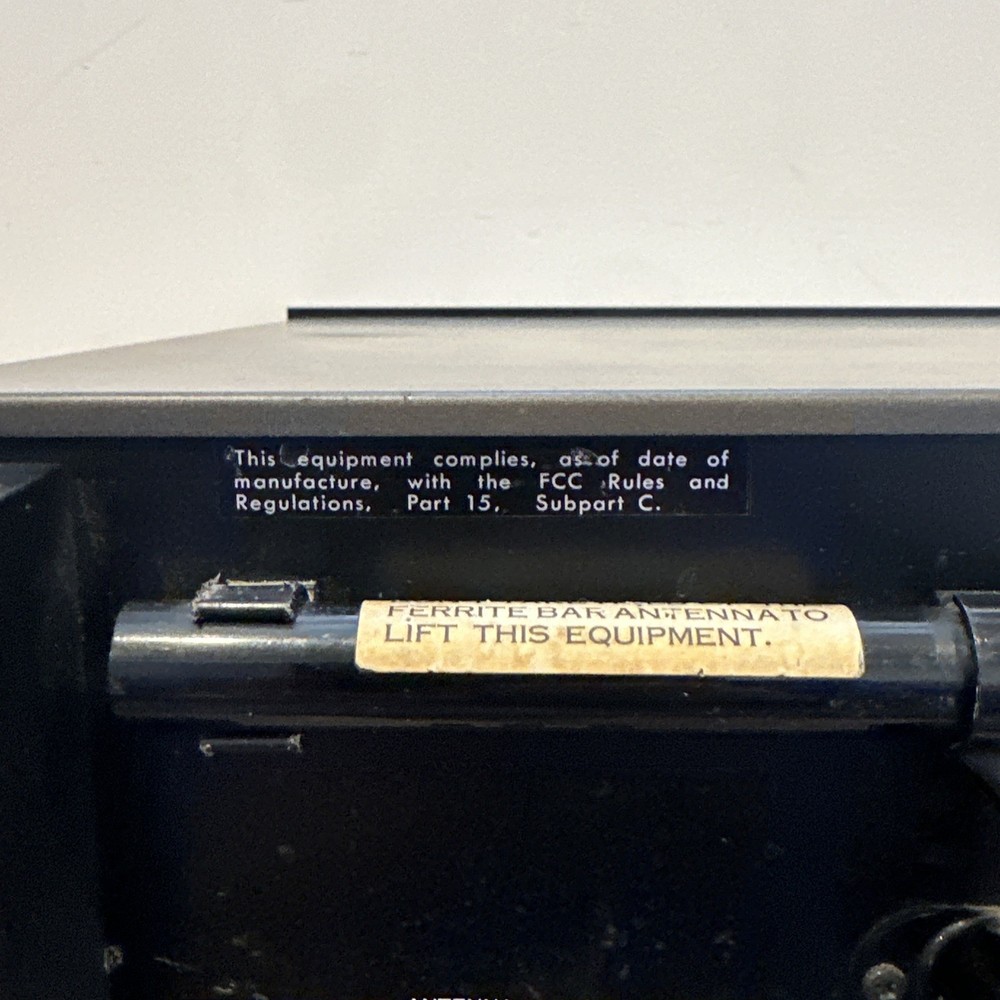 This equipment complies, as of date of
manufacture, with the FCC Rules and
Regulations, Part 15, Subpart C.
FERRITE BAR ANTENNA TO
LIFT THIS EQUIPMENT.